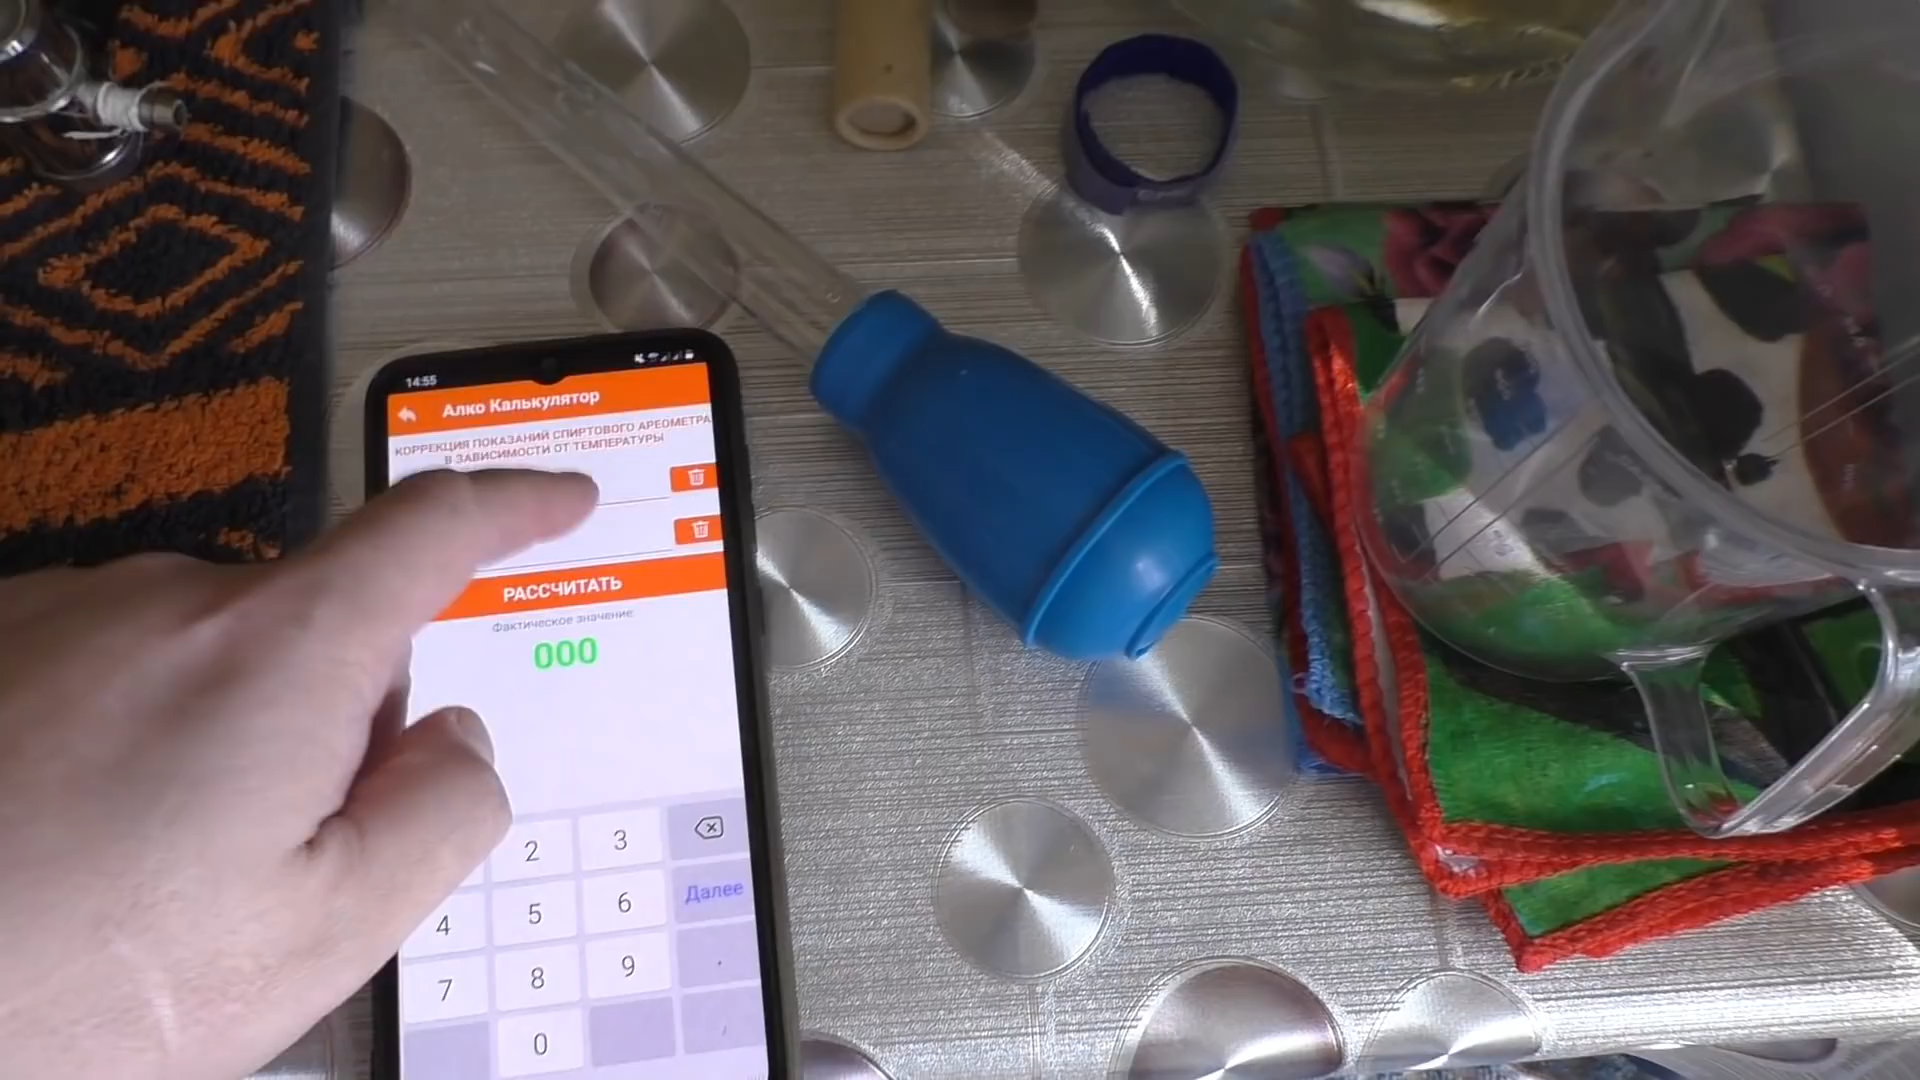 14:55
Алко Калькулятор
КОРРЕКЦИЯ ПОКАЗАНИЙ СПИРТОВОГО АРЕОМЕТРА
В ЗАВИСИМОСТИ ОТ ТЕМПЕРАТУРЫ
РАССЧИТАТЬ
Фактическое значение
000
2 3
4 5 6 Далее
7 8 9 .
0